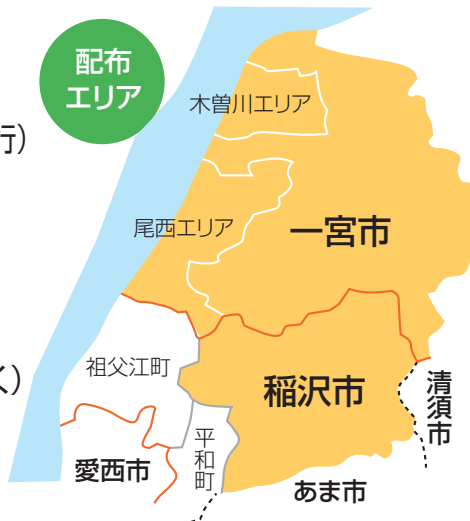 配布
エリア
行)
木曽川エリア
尾西エリア
一宮市
祖父江町
く)
稲沢市
清須市
愛西市
平和町
あま市